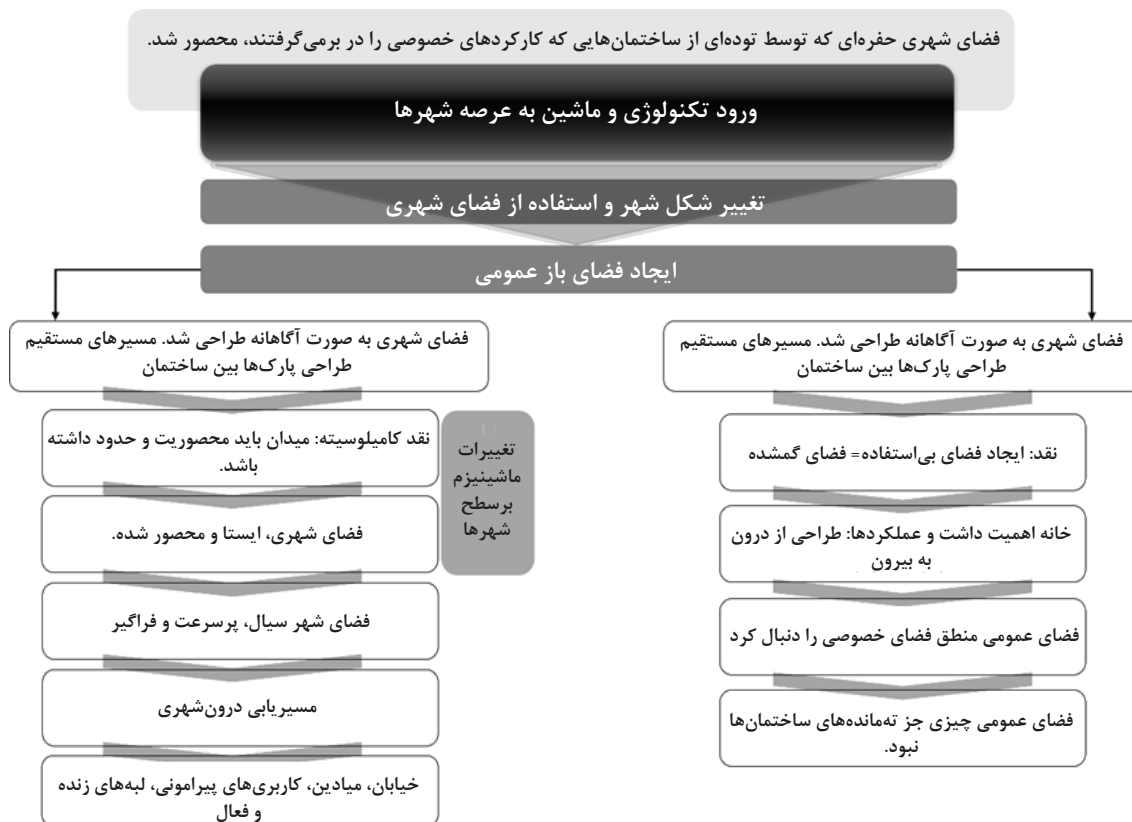 فضای شهری حفره‌ای که توسط توده‌ای از ساختمان‌هایی که کارکردهای خصوصی را در برمی‌گرفتند، محصور شد.
ورود تکنولوژی و ماشین به عرصه شهرها
تغییر شکل شهر و استفاده از فضای شهری
ایجاد فضای باز عمومی
فضای شهری به صورت آگاهانه طراحی شد. مسیرهای مستقیم
طراحی پارک‌ها بین ساختمان
نقد: ایجاد فضای بی‌استفاده= فضای گمشده
خانه اهمیت داشت و عملکردها: طراحی از درون
به بیرون
فضای عمومی منطق فضای خصوصی را دنبال کرد
فضای عمومی چیزی جز ته‌مانده‌های ساختمان‌ها
نبود.
تغییرات
ماشینیزم
برسطح
شهرها
فضای شهری به صورت آگاهانه طراحی شد. مسیرهای مستقیم
طراحی پارک‌ها بین ساختمان
نقد کامیلوسیته: میدان باید محصوریت و حدود داشته
باشد.
فضای شهری، ایستا و محصور شده.
فضای شهر سیال، پرسرعت و فراگیر
مسیریابی درون‌شهری
خیابان، میادین، کاربری‌های پیرامونی، لبه‌های زنده
و فعال